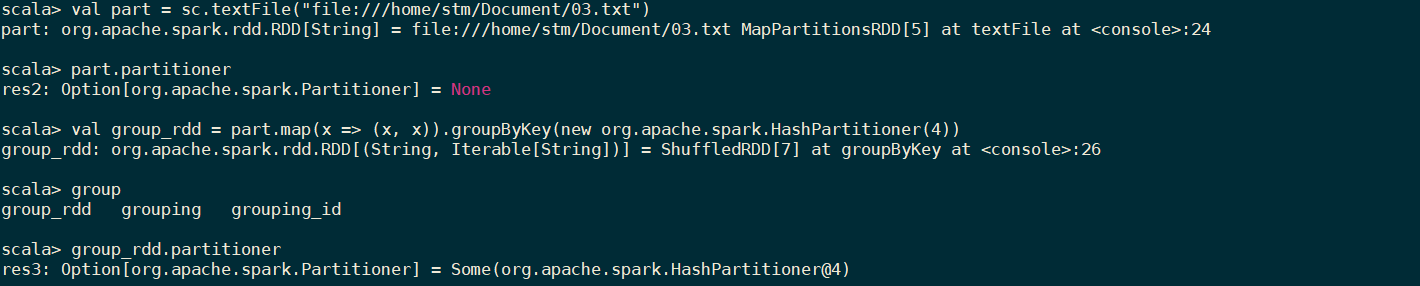 scala> val part = sc.textFile("file:///home/stm/Document/03.txt")
part: org.apache.spark.rdd.RDD[String] = file:///home/stm/Document/03.txt MapPartitionsRDD[5] at textFile at <console>:24
scala> part.partitioner
res2: Option[org.apache.spark.Partitioner] = None
scala> val group_rdd = part.map(x => (x, x)).groupByKey(new org.apache.spark.HashPartitioner(4))
group_rdd: org.apache.spark.rdd.RDD[(String, Iterable[String])] = ShuffledRDD[7] at groupByKey at <console>:26
scala> group
group_rdd   grouping   grouping_id
scala> group_rdd.partitioner
res3: Option[org.apache.spark.Partitioner] = Some(org.apache.spark.HashPartitioner@4)